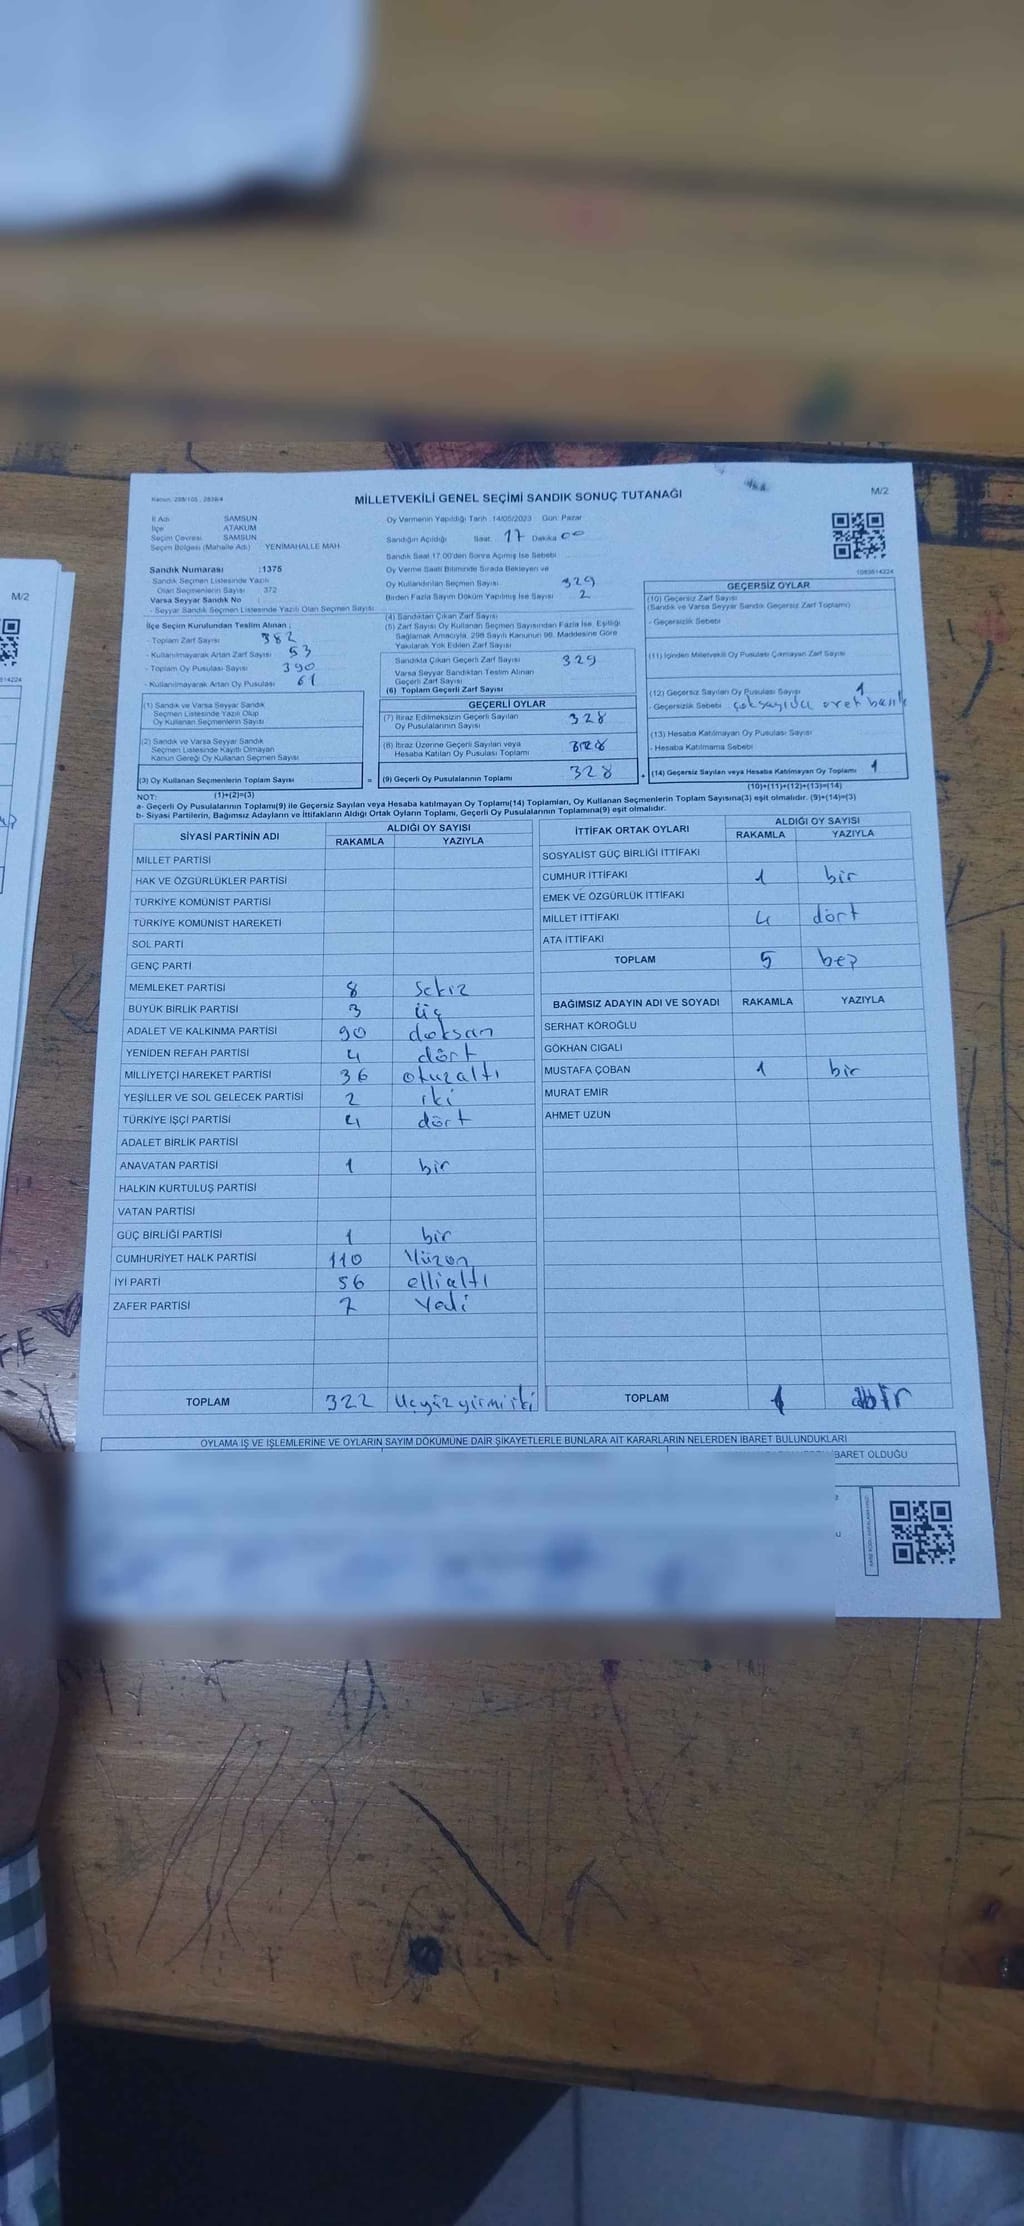 Kanun: 298/105 , 2839/4
MİLLETVEKİLİ GENEL SEÇİMİ SANDIK SONUÇ TUTANAĞI
M/2
İl Adı SAMSUN
İlçe ATAKUM
Seçim Çevresi SAMSUN
Seçim Bölgesi (Mahalle Adı) YENİMAHALLE MAH
Oy Vermenin Yapıldığı Tarih :14/05/2023 Gün: Pazar
Sandığın Açıldığı Saat 17 Dakika 00
Sandık Saat 17.00'den Sonra Açılmış İse Sebebi
Oy Verme Saati Bitiminde Sırada Bekleyen ve
Oy Kullandırılan Seçmen Sayısı 329
Birden Fazla Sayım Döküm Yapılmış İse Sayısı 2
Sandık Numarası :1375
Sandık Seçmen Listesinde Yazılı
Olan Seçmenlerin Sayısı 372
Varsa Seyyar Sandık No :
- Seyyar Sandık Seçmen Listesinde Yazılı Olan Seçmen Sayısı
İlçe Seçim Kurulundan Teslim Alınan ;
- Toplam Zarf Sayısı 382
- Kullanılmayarak Artan Zarf Sayısı 53
- Toplam Oy Pusulası Sayısı 390
- Kullanılmayarak Artan Oy Pusulası 61
(1) Sandık ve Varsa Seyyar Sandık
Seçmen Listesinde Yazılı Olup
Oy Kullanan Seçmenlerin Sayısı
(2) Sandık ve Varsa Seyyar Sandık
Seçmen Listesinde Kayıtlı Olmayan
Kanun Gereği Oy Kullanan Seçmen Sayısı
(3) Oy Kullanan Seçmenlerin Toplam Sayısı =
(1)+(2)=(3)
(4) Sandıktan Çıkan Zarf Sayısı
(5) Zarf Sayısı Oy Kullanan Seçmen Sayısından Fazla İse, Eşitliği
Sağlamak Amacıyla, 298 Sayılı Kanunun 98. Maddesine Göre
Yakılarak Yok Edilen Zarf Sayısı
Sandıkta Çıkan Geçerli Zarf Sayısı 329
Varsa Seyyar Sandıktan Teslim Alınan
Geçerli Zarf Sayısı
(6) Toplam Geçerli Zarf Sayısı
GEÇERLİ OYLAR
(7) İtiraz Edilmeksizin Geçerli Sayılan
Oy Pusulalarının Sayısı 328
(8) İtiraz Üzerine Geçerli Sayılan veya
Hesaba Katılan Oy Pusulası Toplamı 328
(9) Geçerli Oy Pusulalarının Toplamı 328 +
1083614224
GEÇERSİZ OYLAR
(10) Geçersiz Zarf Sayısı
(Sandık ve Varsa Seyyar Sandık Geçersiz Zarf Toplamı)
- Geçersizlik Sebebi
(11) İçinden Milletvekili Oy Pusulası Çıkmayan Zarf Sayısı
(12) Geçersiz Sayılan Oy Pusulası Sayısı 1
- Geçersizlik Sebebi çok sayıda evet
(13) Hesaba Katılmayan Oy Pusulası Sayısı
- Hesaba Katılmama Sebebi
(14) Geçersiz Sayılan veya Hesaba Katılmayan Oy Toplamı 1
(10)+(11)+(12)+(13)=(14)
NOT:
a- Geçerli Oy Pusulalarının Toplamı(9) ile Geçersiz Sayılan veya Hesaba katılmayan Oy Toplamı(14) Toplamları, Oy Kullanan Seçmenlerin Toplam Sayısına(3) eşit olmalıdır. (9)+(14)=(3)
b- Siyasi Partilerin, Bağımsız Adayların ve İttifakların Aldığı Ortak Oyların Toplamı, Geçerli Oy Pusulalarının Toplamına(9) eşit olmalıdır.
SİYASİ PARTİNİN ADI ALDIĞI OY SAYISI
RAKAMLA YAZIYLA
MİLLET PARTİSİ
HAK VE ÖZGÜRLÜKLER PARTİSİ
TÜRKİYE KOMÜNİST PARTİSİ
TÜRKİYE KOMÜNİST HAREKETİ
SOL PARTİ
GENÇ PARTİ
MEMLEKET PARTİSİ 8 Sekiz
BÜYÜK BİRLİK PARTİSİ 3 üç
ADALET VE KALKINMA PARTİSİ 90 doksan
YENİDEN REFAH PARTİSİ 4 dört
MİLLİYETÇİ HAREKET PARTİSİ 36 otuzaltı
YEŞİLLER VE SOL GELECEK PARTİSİ 2 iki
TÜRKİYE İŞÇİ PARTİSİ 4 dört
ADALET BİRLİK PARTİSİ
ANAVATAN PARTİSİ 1 bir
HALKIN KURTULUŞ PARTİSİ
VATAN PARTİSİ
GÜÇ BİRLİĞİ PARTİSİ 1 bir
CUMHURİYET HALK PARTİSİ 110 Yüzon
İYİ PARTİ 56 ellialtı
ZAFER PARTİSİ 7 Yedi
TOPLAM 322 Üçyüzyirmiiki
İTTİFAK ORTAK OYLARI ALDIĞI OY SAYISI
RAKAMLA YAZIYLA
SOSYALİST GÜÇ BİRLİĞİ İTTİFAKI
CUMHUR İTTİFAKI 1 bir
EMEK VE ÖZGÜRLÜK İTTİFAKI
MİLLET İTTİFAKI 4 dört
ATA İTTİFAKI
TOPLAM 5 beş
BAĞIMSIZ ADAYIN ADI VE SOYADI RAKAMLA YAZIYLA
SERHAT KÖROĞLU
GÖKHAN CIGALI
MUSTAFA ÇOBAN 1 bir
MURAT EMİR
AHMET UZUN
TOPLAM 1 bir
OYLAMA İŞ VE İŞLEMLERİNE VE OYLARIN SAYIM DÖKÜMÜNE DAİR ŞİKAYETLERLE BUNLARA AİT KARARLARIN NELERDEN İBARET BULUNDUKLARI
İBARET OLDUĞU
M/2
614224